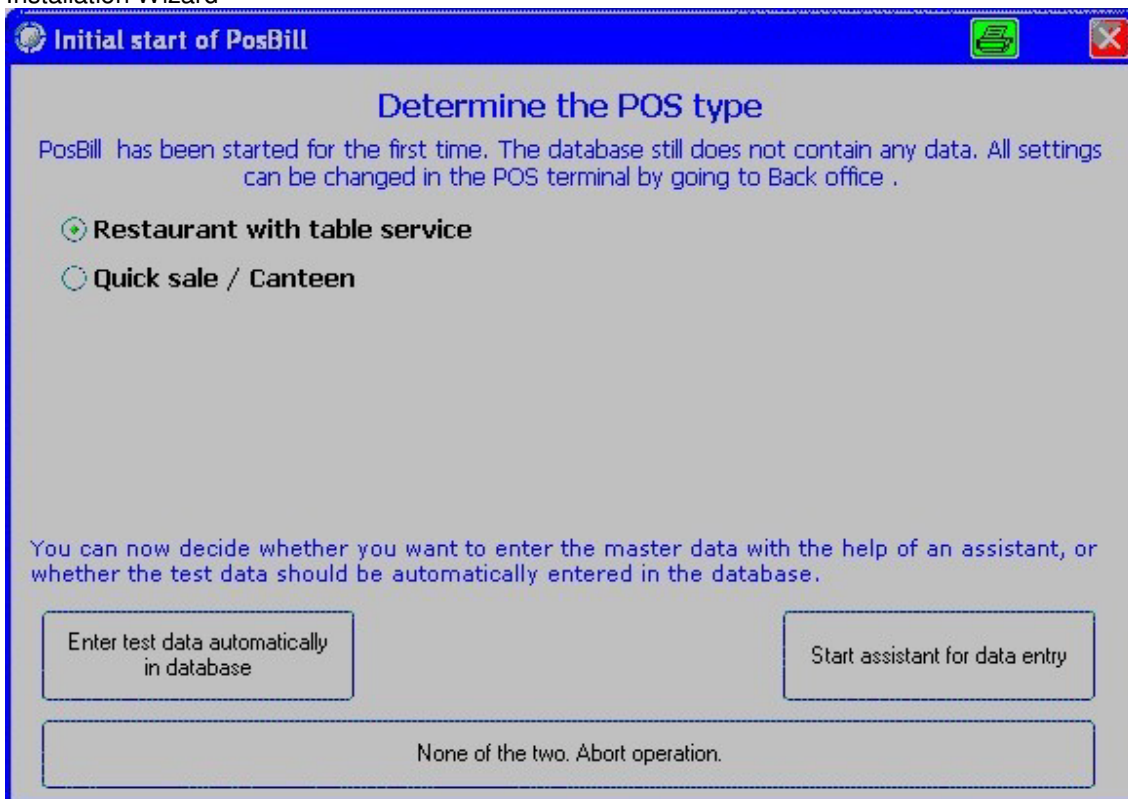 Installation Wizard
Initial start of PosBill
Determine the POS type
PosBill has been started for the first time. The database still does not contain any data. All settings
can be changed in the POS terminal by going to Back office .
Restaurant with table service
Quick sale / Canteen
You can now decide whether you want to enter the master data with the help of an assistant, or
whether the test data should be automatically entered in the database.
Enter test data automatically
in database
Start assistant for data entry
None of the two. Abort operation.